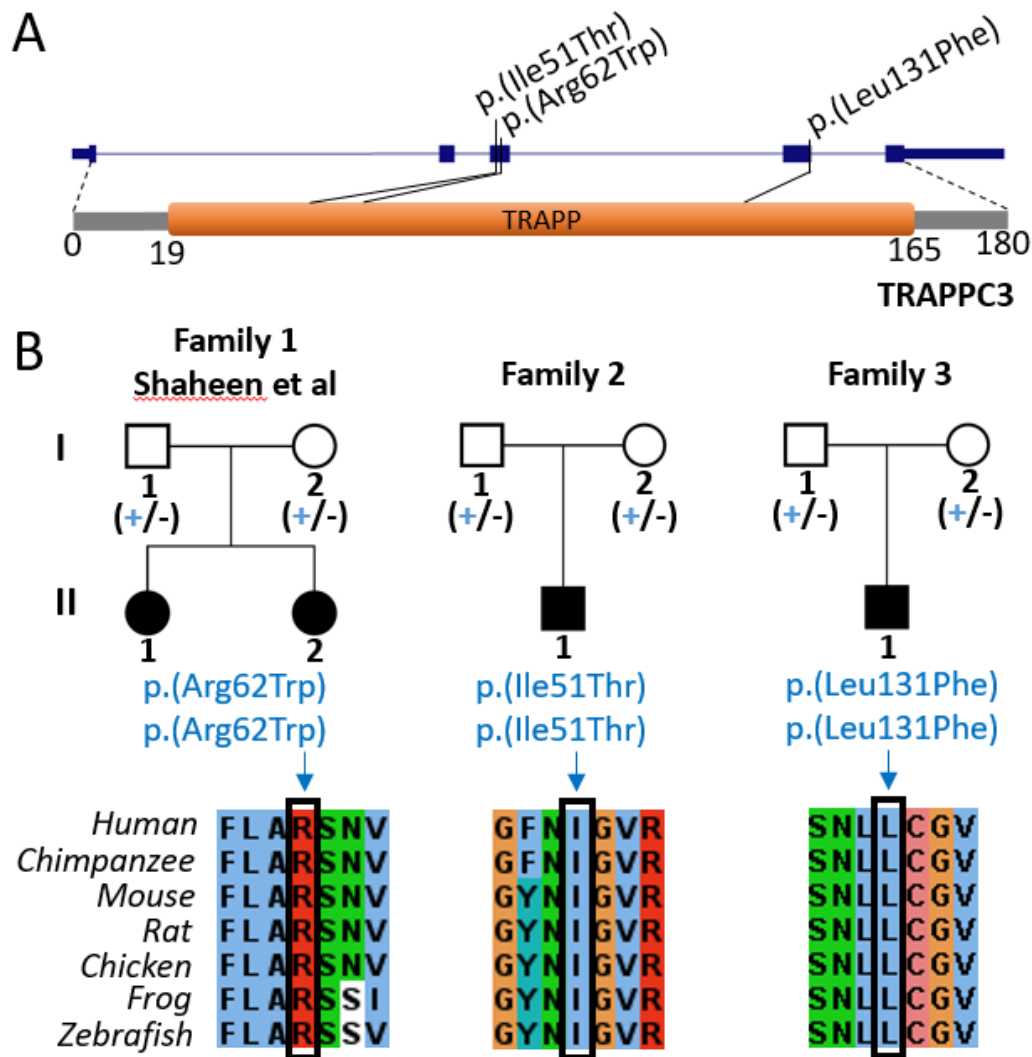 A
p.(Ile51Thr)
p.(Arg62Trp)
p.(Leu131Phe)
TRAPP
0
19
165
180
TRAPPC3
B
Family 1
Shaheen et al
Family 2
Family 3
I
1
2
1
2
1
2
(+/-)
(+/-)
(+/-)
(+/-)
(+/-)
(+/-)
II
1
2
1
1
p.(Arg62Trp)
p.(Ile51Thr)
p.(Leu131Phe)
p.(Arg62Trp)
p.(Ile51Thr)
p.(Leu131Phe)
Human FLARSNV GFNIGVR SNLLCGV
Chimpanzee FLARSNV GFNIGVR SNLLCGV
Mouse FLARSNV GYNIGVR SNLLCGV
Rat FLARSNV GYNIGVR SNLLCGV
Chicken FLARSNV GYNIGVR SNLLCGV
Frog FLARSSI GYNIGVR SNLLCGV
Zebrafish FLARSSV GYNIGVR SNLLCGV